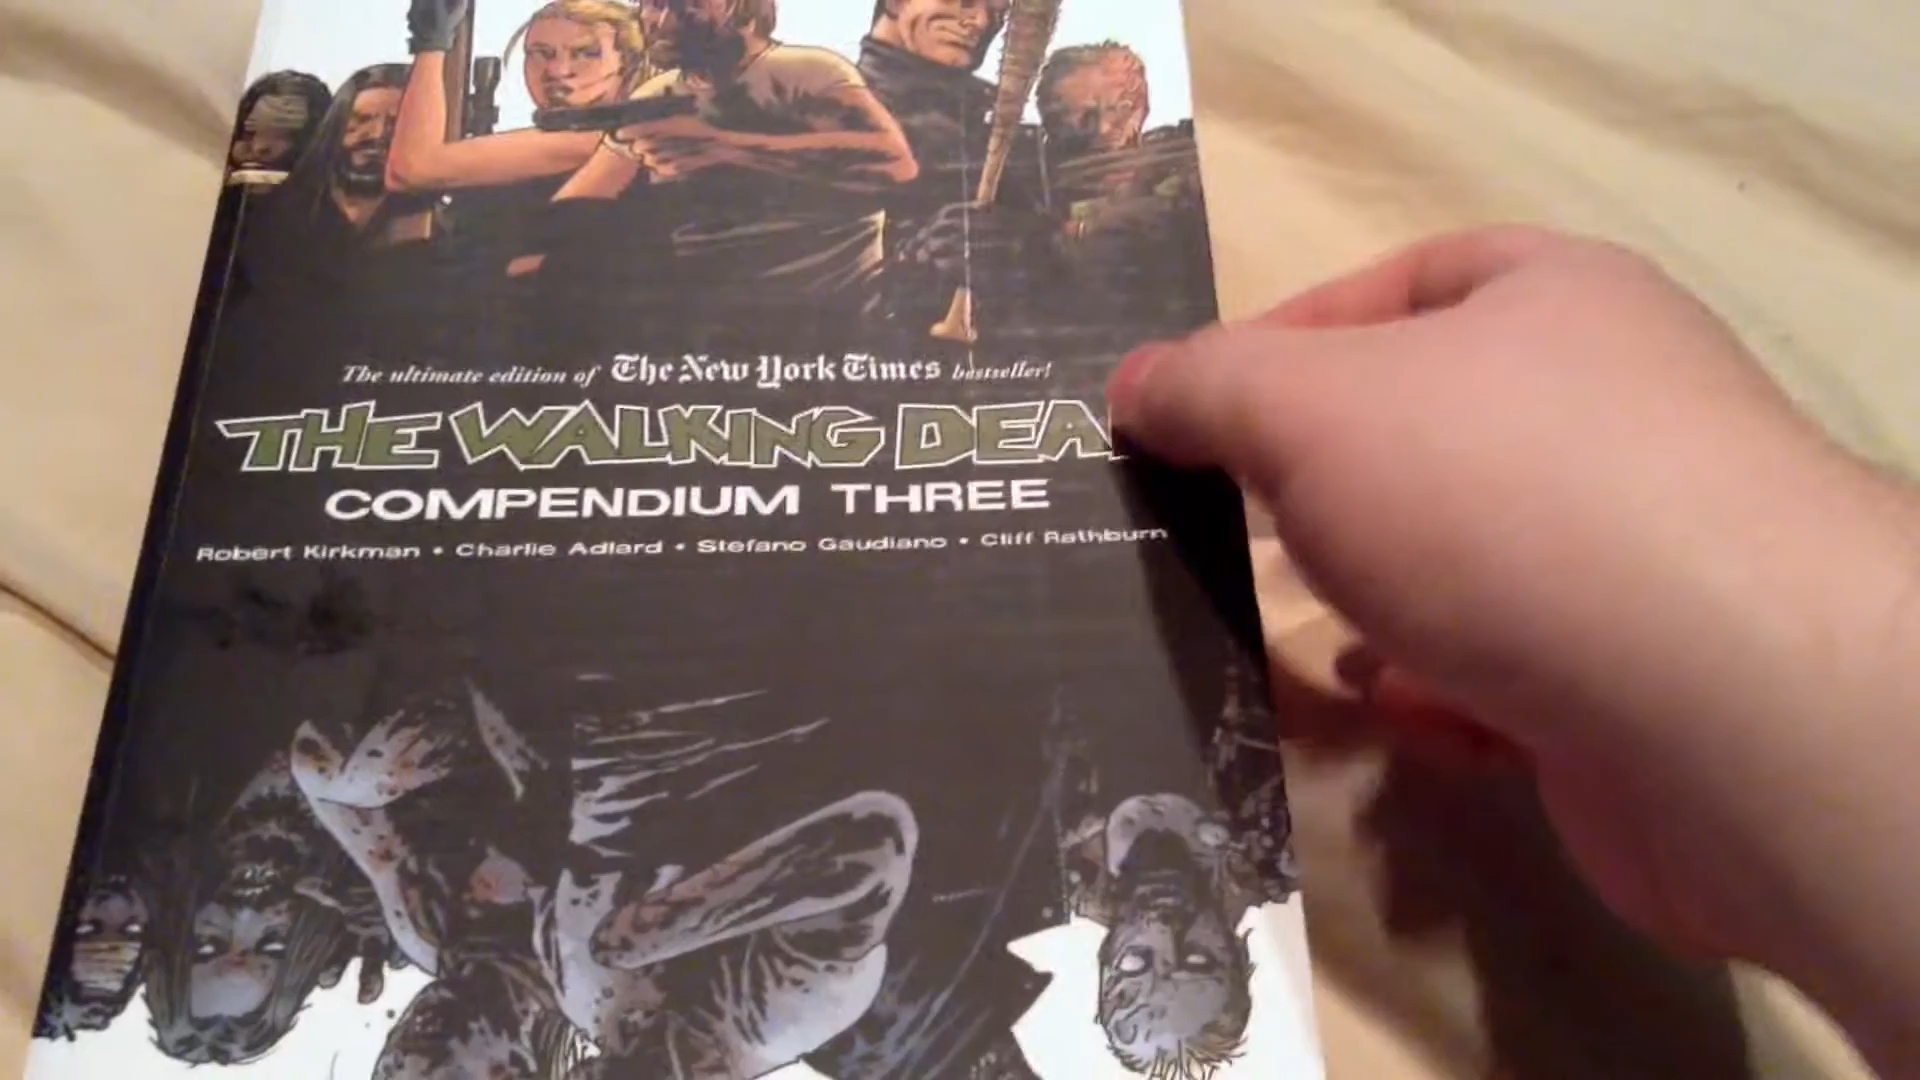 The ultimate edition of The New York Times bestseller!
THE WALKING DEA
COMPENDIUM THREE
Robert Kirkman • Charlie Adlard • Stefano Gaudiano • Cliff Rathburn